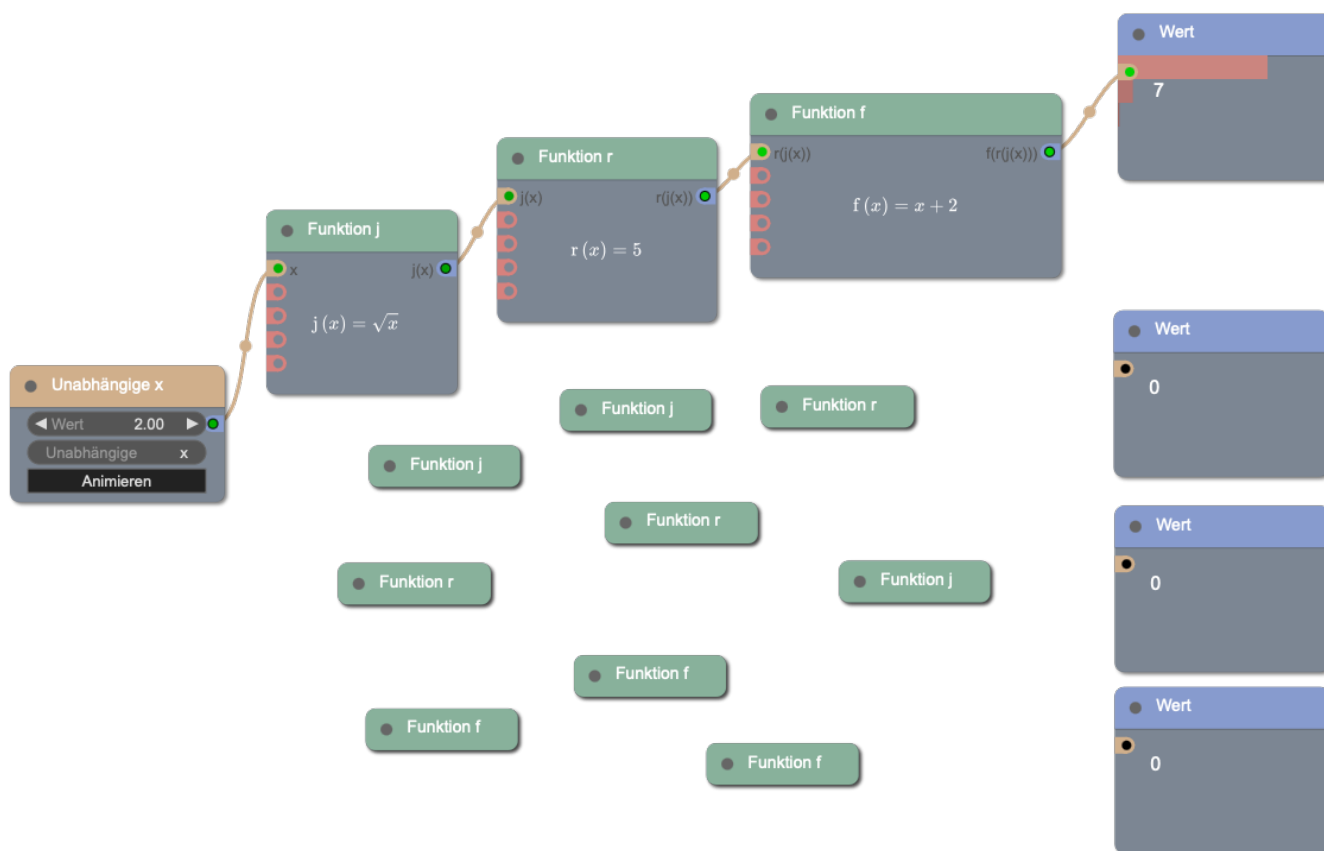 Wert
7
Funktion f
r(j(x)) f(r(j(x)))
f (x) = x + 2
Funktion r
j(x) r(j(x))
r (x) = 5
Funktion j
x j(x)
j (x) = √x
Unabhängige x
Wert 2.00
Unabhängige x
Animieren
Wert
0
Funktion j
Funktion r
Funktion j
Funktion r
Wert
0
Funktion r
Funktion j
Funktion f
Wert
0
Funktion f
Funktion f